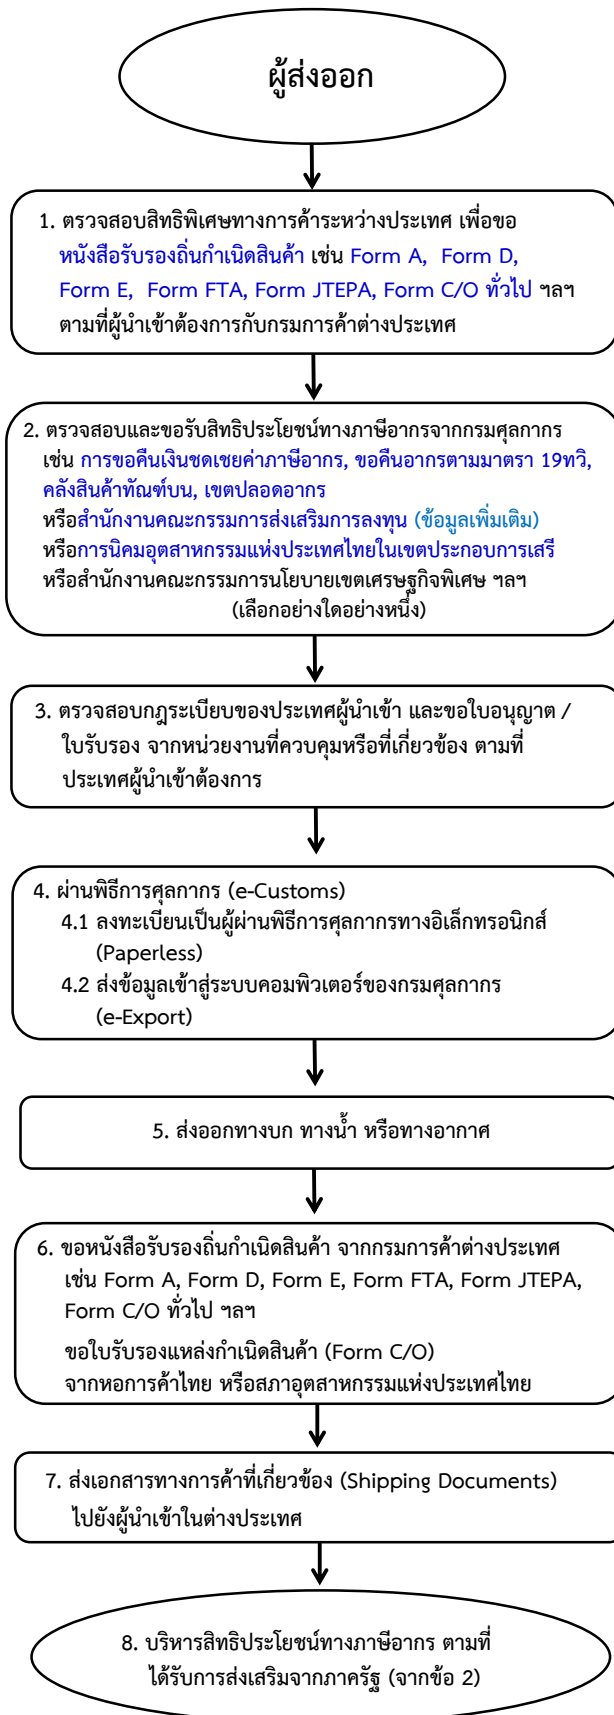 ผู้ส่งออก
1. ตรวจสอบสิทธิพิเศษทางการค้าระหว่างประเทศ เพื่อขอ
หนังสือรับรองถิ่นกำเนิดสินค้า เช่น Form A, Form D,
Form E, Form FTA, Form JTEPA, Form C/O ทั่วไป ฯลฯ
ตามที่ผู้นำเข้าต้องการกับกรมการค้าต่างประเทศ
2. ตรวจสอบและขอรับสิทธิประโยชน์ทางภาษีอากรจากกรมศุลกากร
เช่น การขอคืนเงินชดเชยค่าภาษีอากร, ขอคืนอากรตามมาตรา 19ทวิ,
คลังสินค้าทัณฑ์บน, เขตปลอดอากร
หรือสำนักงานคณะกรรมการส่งเสริมการลงทุน (ข้อมูลเพิ่มเติม)
หรือการนิคมอุตสาหกรรมแห่งประเทศไทยในเขตประกอบการเสรี
หรือสำนักงานคณะกรรมการนโยบายเขตเศรษฐกิจพิเศษ ฯลฯ
(เลือกอย่างใดอย่างหนึ่ง)
3. ตรวจสอบกฎระเบียบของประเทศผู้นำเข้า และขอใบอนุญาต /
ใบรับรอง จากหน่วยงานที่ควบคุมหรือที่เกี่ยวข้อง ตามที่
ประเทศผู้นำเข้าต้องการ
4. ผ่านพิธีการศุลกากร (e-Customs)
4.1 ลงทะเบียนเป็นผู้ผ่านพิธีการศุลกากรทางอิเล็กทรอนิกส์
(Paperless)
4.2 ส่งข้อมูลเข้าสู่ระบบคอมพิวเตอร์ของกรมศุลกากร
(e-Export)
5. ส่งออกทางบก ทางน้ำ หรือทางอากาศ
6. ขอหนังสือรับรองถิ่นกำเนิดสินค้า จากกรมการค้าต่างประเทศ
เช่น Form A, Form D, Form E, Form FTA, Form JTEPA,
Form C/O ทั่วไป ฯลฯ
ขอใบรับรองแหล่งกำเนิดสินค้า (Form C/O)
จากหอการค้าไทย หรือสภาอุตสาหกรรมแห่งประเทศไทย
7. ส่งเอกสารทางการค้าที่เกี่ยวข้อง (Shipping Documents)
ไปยังผู้นำเข้าในต่างประเทศ
8. บริหารสิทธิประโยชน์ทางภาษีอากร ตามที่
ได้รับการส่งเสริมจากภาครัฐ (จากข้อ 2)